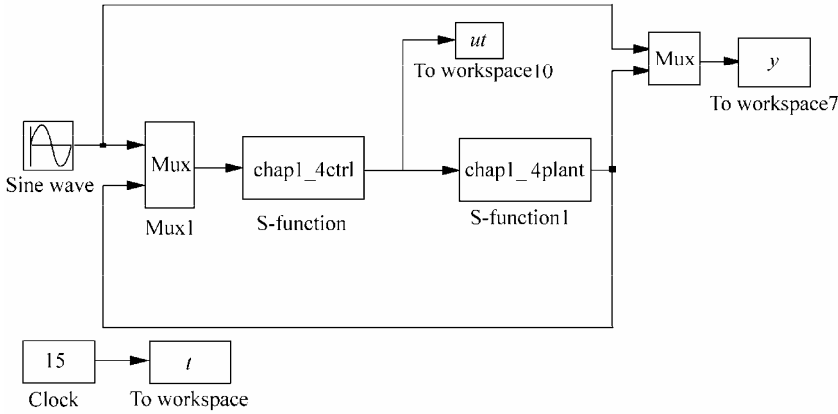 ut
To workspace10
Mux
y
To workspace7
Sine wave
Mux
Mux1
chap1_4ctrl
S-function
chap1_ 4plant
S-function1
15
Clock
t
To workspace